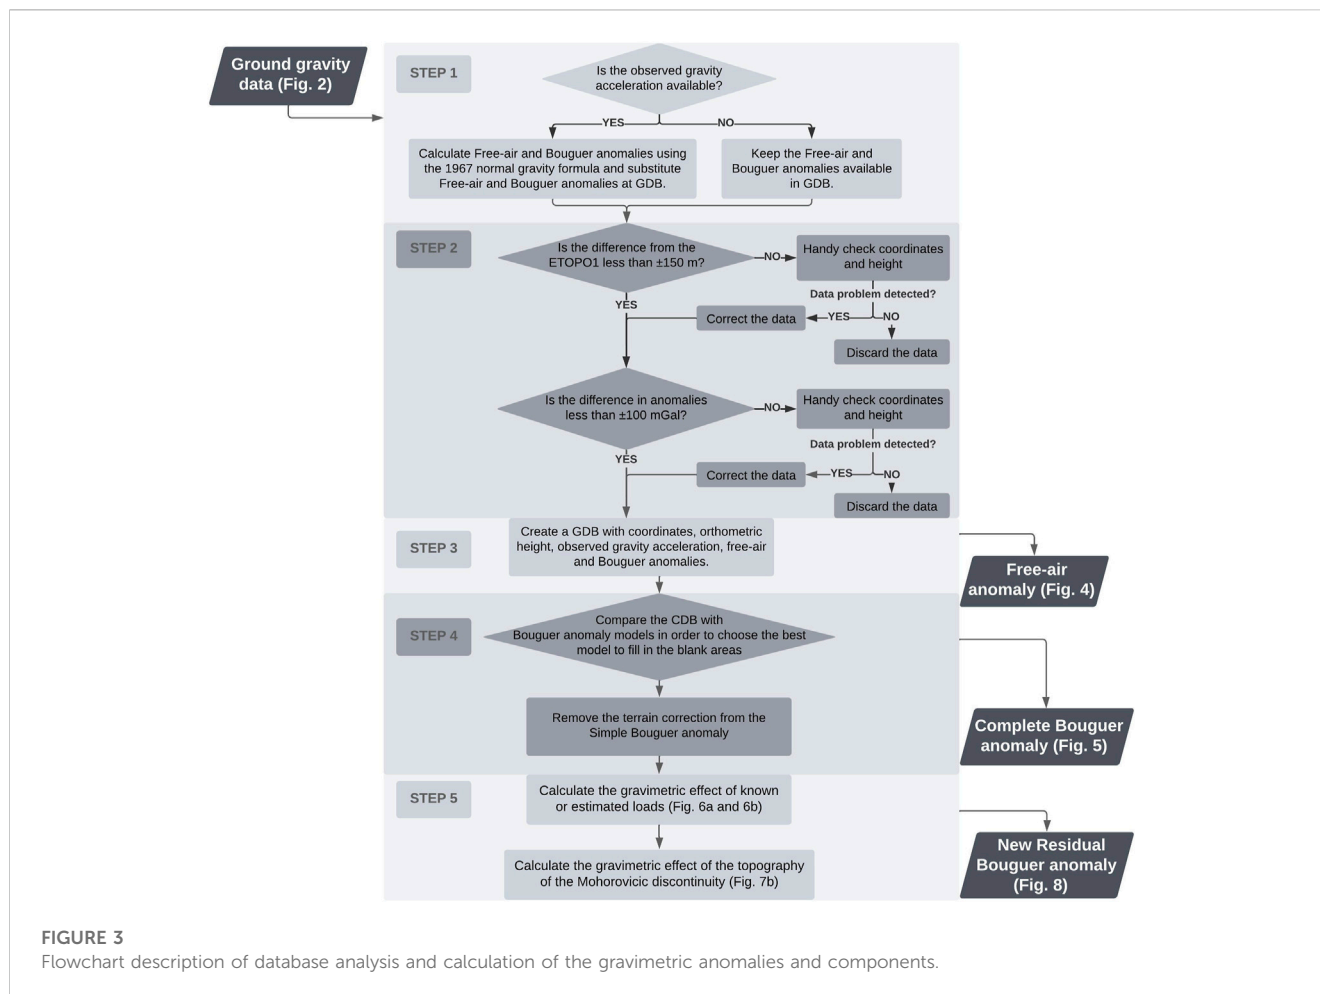 Ground gravity
data (Fig. 2)
STEP 1
Is the observed gravity
acceleration available?
YES
NO
Calculate Free-air and Bouguer anomalies using
the 1967 normal gravity formula and substitute
Free-air and Bouguer anomalies at GDB.
Keep the Free-air and
Bouguer anomalies available
in GDB.
STEP 2
Is the difference from the
ETOPO1 less than ±150 m?
NO
Handy check coordinates
and height
Data problem detected?
YES
Correct the data
YES
NO
Discard the data
Is the difference in anomalies
less than ±100 mGal?
NO
Handy check coordinates
and height
Data problem detected?
YES
Correct the data
YES
NO
Discard the data
STEP 3
Create a GDB with coordinates, orthometric
height, observed gravity acceleration, free-air
and Bouguer anomalies.
Free-air
anomaly (Fig. 4)
STEP 4
Compare the CDB with
Bouguer anomaly models in order to choose the best
model to fill in the blank areas
Remove the terrain correction from the
Simple Bouguer anomaly
Complete Bouguer
anomaly (Fig. 5)
STEP 5
Calculate the gravimetric effect of known
or estimated loads (Fig. 6a and 6b)
Calculate the gravimetric effect of the topography
of the Mohorovicic discontinuity (Fig. 7b)
New Residual
Bouguer anomaly
(Fig. 8)
FIGURE 3
Flowchart description of database analysis and calculation of the gravimetric anomalies and components.